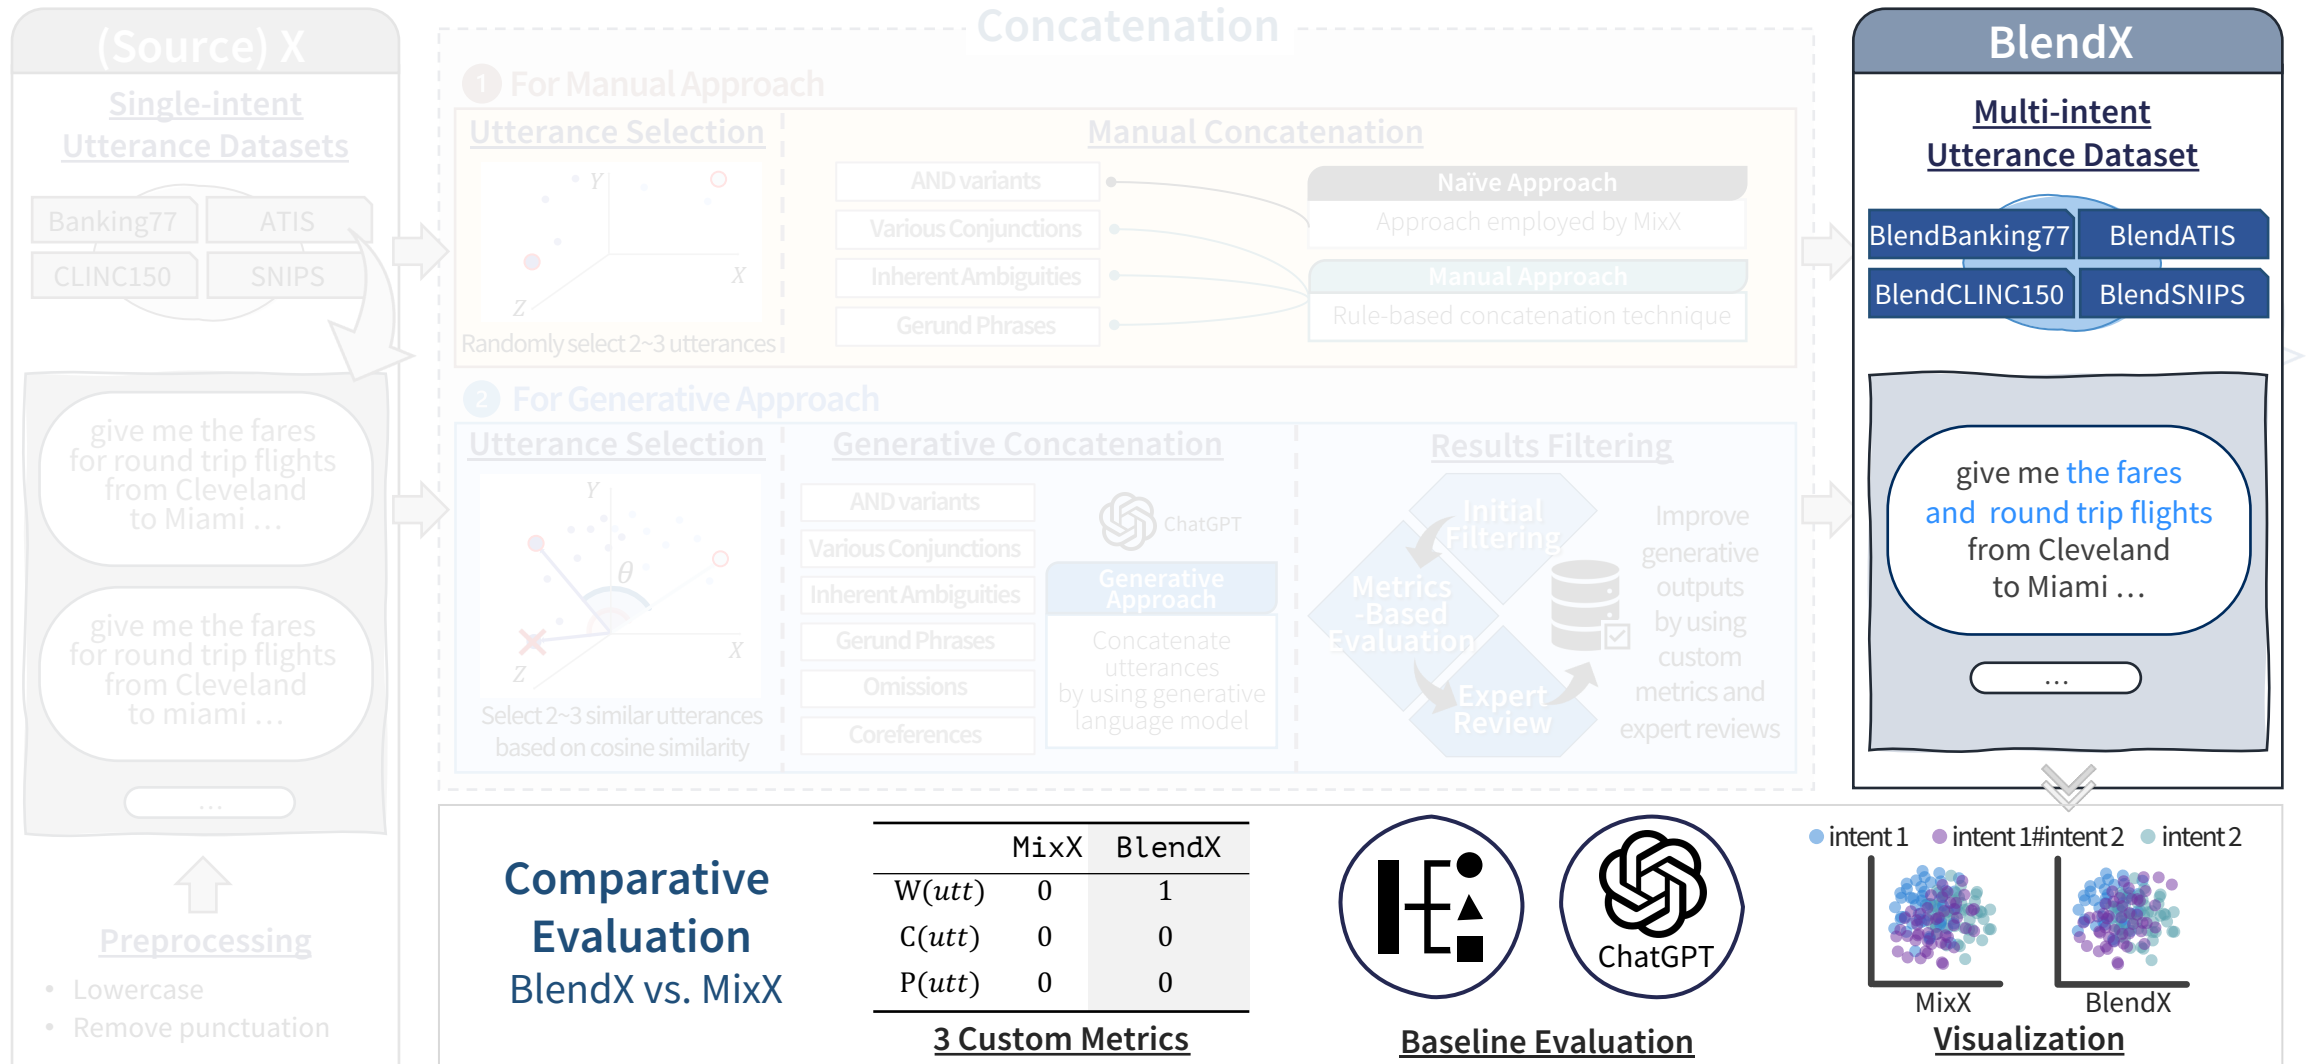 (Source) X
Single-intent
Utterance Datasets
Banking77
ATIS
CLINC150
SNIPS
give me the fares
for round trip flights
from Cleveland
to Miami ...
give me the fares
for round trip flights
from Cleveland
to miami ...
...
Preprocessing
• Lowercase
• Remove punctuation
Concatenation
1 For Manual Approach
Utterance Selection
Y
X
Z
Randomly select 2~3 utterances
Manual Concatenation
AND variants
Various Conjunctions
Inherent Ambiguities
Gerund Phrases
Naïve Approach
Approach employed by MixX
Manual Approach
Rule-based concatenation technique
2 For Generative Approach
Utterance Selection
Y
θ
X
Z
Select 2~3 similar utterances
based on cosine similarity
Generative Concatenation
AND variants
Various Conjunctions
Inherent Ambiguities
Gerund Phrases
Omissions
Coreferences
ChatGPT
Generative
Approach
Concatenate
utterances
by using generative
language model
Results Filtering
Initial
Filtering
Metrics
-Based
Evaluation
Expert
Review
Improve
generative
outputs
by using
custom
metrics and
expert reviews
BlendX
Multi-intent
Utterance Dataset
BlendBanking77
BlendATIS
BlendCLINC150
BlendSNIPS
give me the fares
and round trip flights
from Cleveland
to Miami ...
...
Comparative
Evaluation
BlendX vs. MixX
MixX BlendX
W(utt) 0 1
C(utt) 0 0
P(utt) 0 0
3 Custom Metrics
ChatGPT
Baseline Evaluation
intent 1 intent 1#intent 2 intent 2
MixX
BlendX
Visualization